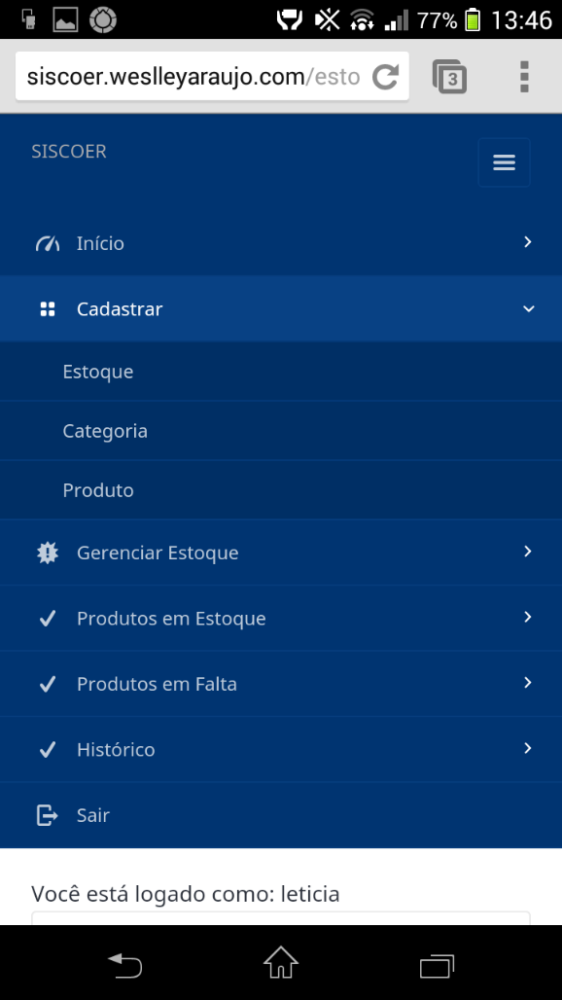 77% 13:46
siscoer.weslleyaraujo.com/esto
3
SISCOER
Início
Cadastrar
Estoque
Categoria
Produto
Gerenciar Estoque
Produtos em Estoque
Produtos em Falta
Histórico
Sair
Você está logado como: leticia